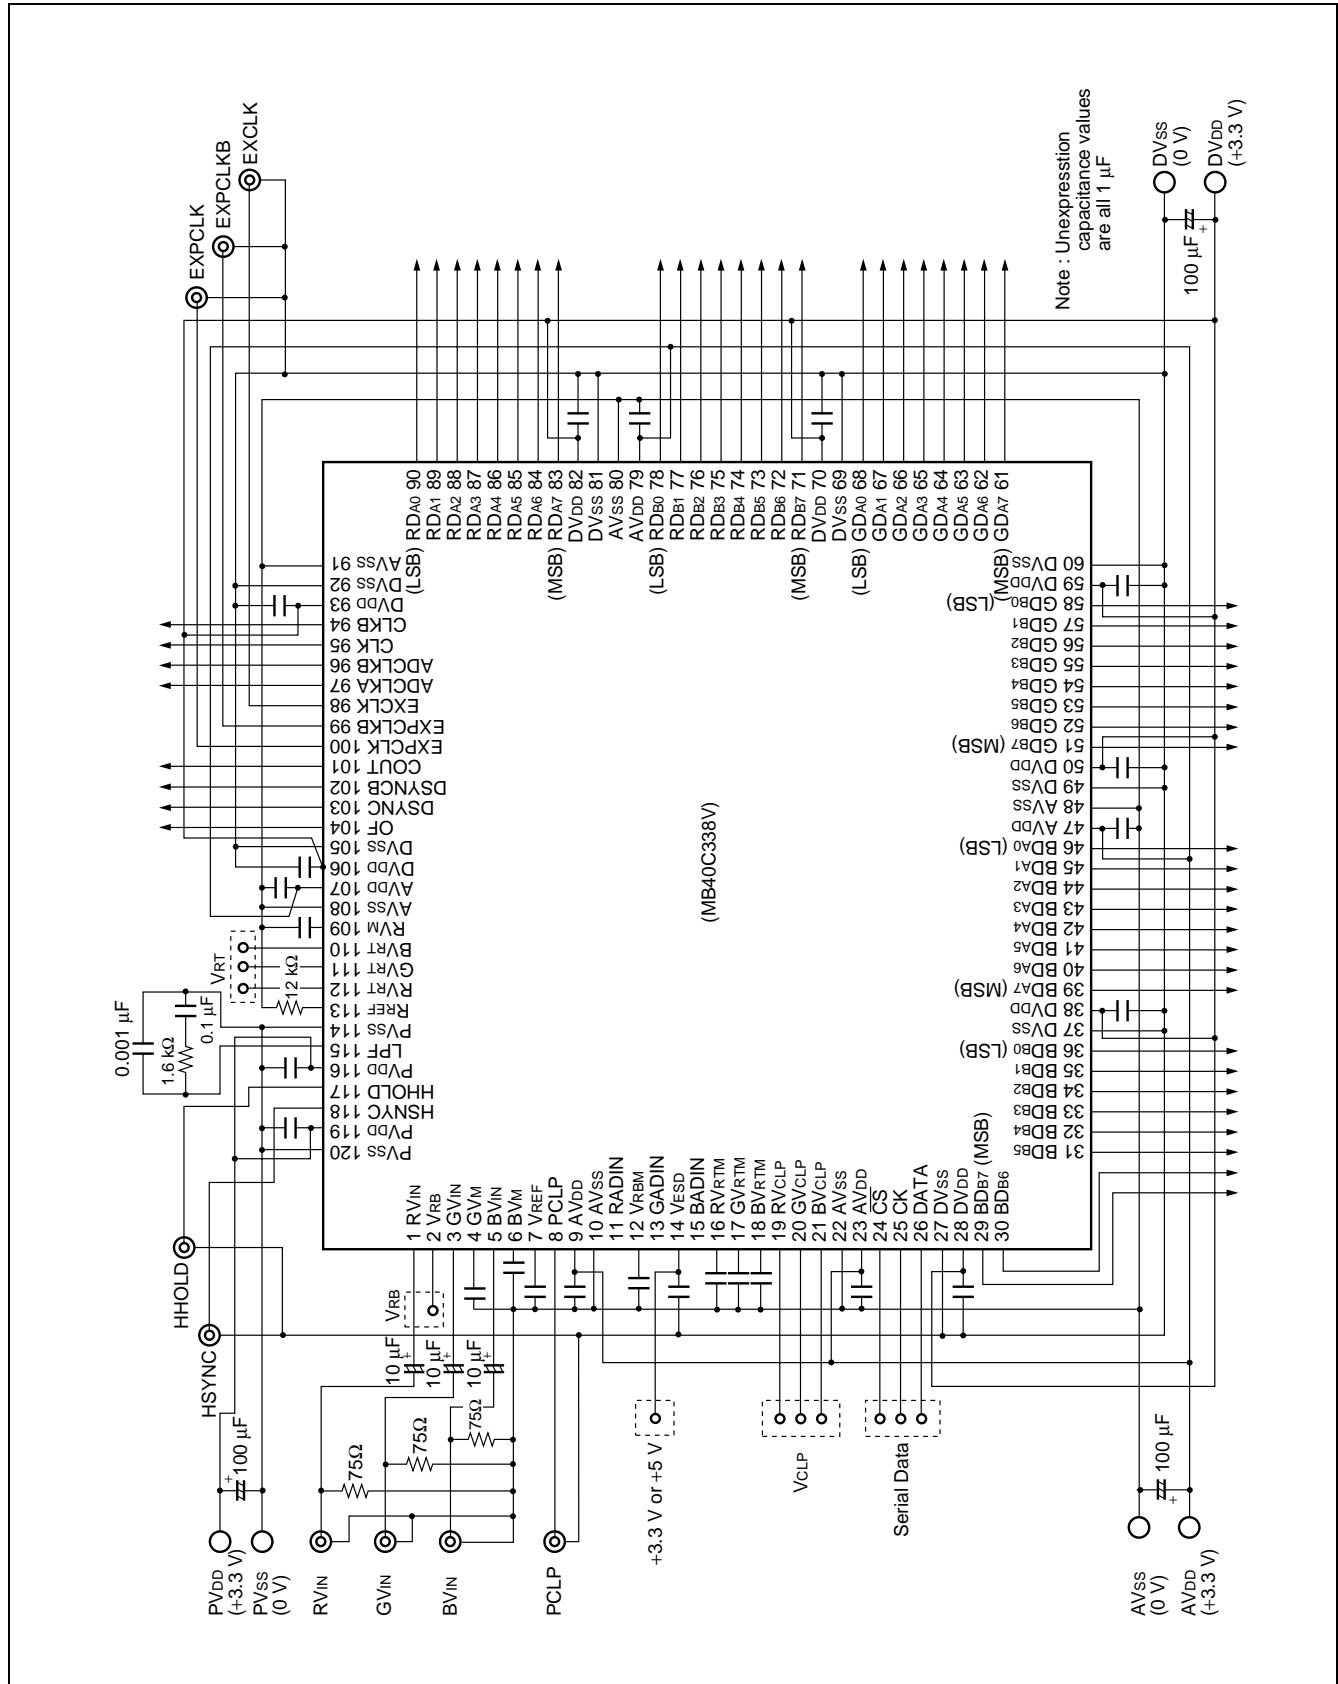 EXPCLK
EXPCLKB
EXCLK
Note : Unexpresstion
capacitance values
are all 1 µF
DVSS
(0 V)
DVDD
(+3.3 V)
100 µF
+
(LSB) RDA0 90
RDA1 89
RDA2 88
RDA3 87
RDA4 86
RDA5 85
RDA6 84
(MSB) RDA7 83
DVDD 82
DVSS 81
AVSS 80
AVDD 79
(LSB) RDB0 78
RDB1 77
RDB2 76
RDB3 75
RDB4 74
RDB5 73
RDB6 72
(MSB) RDB7 71
DVDD 70
DVSS 69
(LSB) GDA0 68
GDA1 67
GDA2 66
GDA3 65
GDA4 64
GDA5 63
GDA6 62
(MSB) GDA7 61
91 AVSS
92 DVSS
93 DVDD
94 CLKB
95 CLK
96 ADCLKB
97 ADCLKA
98 EXCLK
99 EXPCLKB
100 EXPCLK
101 COUT
102 DSYNCB
103 DSYNC
104 OF
105 DVSS
106 DVDD
107 AVDD
108 AVSS
109 RVM
110 BVRT
111 GVRT
112 RVRT
113 RREF
114 PVSS
115 LPF
116 PVDD
117 HHOLD
118 HSNYC
119 PVDD
120 PVSS
VRT
12 kΩ
0.001 µF
0.1 µF
1.6 kΩ
(MB40C338V)
60 DVSS
59 DVDD
58 GDB0 (LSB)
57 GDB1
56 GDB2
55 GDB3
54 GDB4
53 GDB5
52 GDB6
51 GDB7 (MSB)
50 DVDD
49 DVSS
48 AVSS
47 AVDD
46 BDA0 (LSB)
45 BDA1
44 BDA2
43 BDA3
42 BDA4
41 BDA5
40 BDA6
39 BDA7 (MSB)
38 DVDD
37 DVSS
36 BDB0 (LSB)
35 BDB1
34 BDB2
33 BDB3
32 BDB4
31 BDB5
1 RVIN
2 VRB
3 GVIN
4 GVM
5 BVIN
6 BVM
7 VREF
8 PCLP
9 AVDD
10 AVSS
11 RADIN
12 VRBM
13 GADIN
14 VESD
15 BADIN
16 RVRTM
17 GVRTM
18 BVRTM
19 RVCLP
20 GVCLP
21 BVCLP
22 AVSS
23 AVDD
24 CS
25 CK
26 DATA
27 DVSS
28 DVDD
29 BDB7 (MSB)
30 BDB6
HHOLD
HSYNC
VRB
10 µF
+
10 µF
+
10 µF
+
75Ω
75Ω
75Ω
+
100 µF
PVDD
(+3.3 V)
PVSS
(0 V)
RVIN
GVIN
BVIN
PCLP
+3.3 V or +5 V
VCLP
Serial Data
100 µF
+
AVSS
(0 V)
AVDD
(+3.3 V)